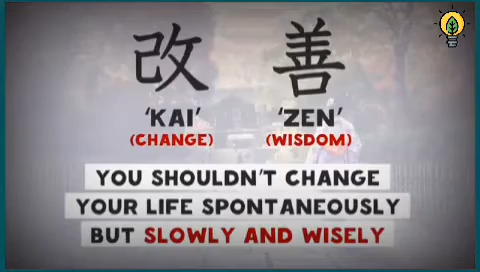 改 善
'KAI' 'ZEN'
(CHANGE) (WISDOM)
YOU SHOULDN'T CHANGE
YOUR LIFE SPONTANEOUSLY
BUT SLOWLY AND WISELY